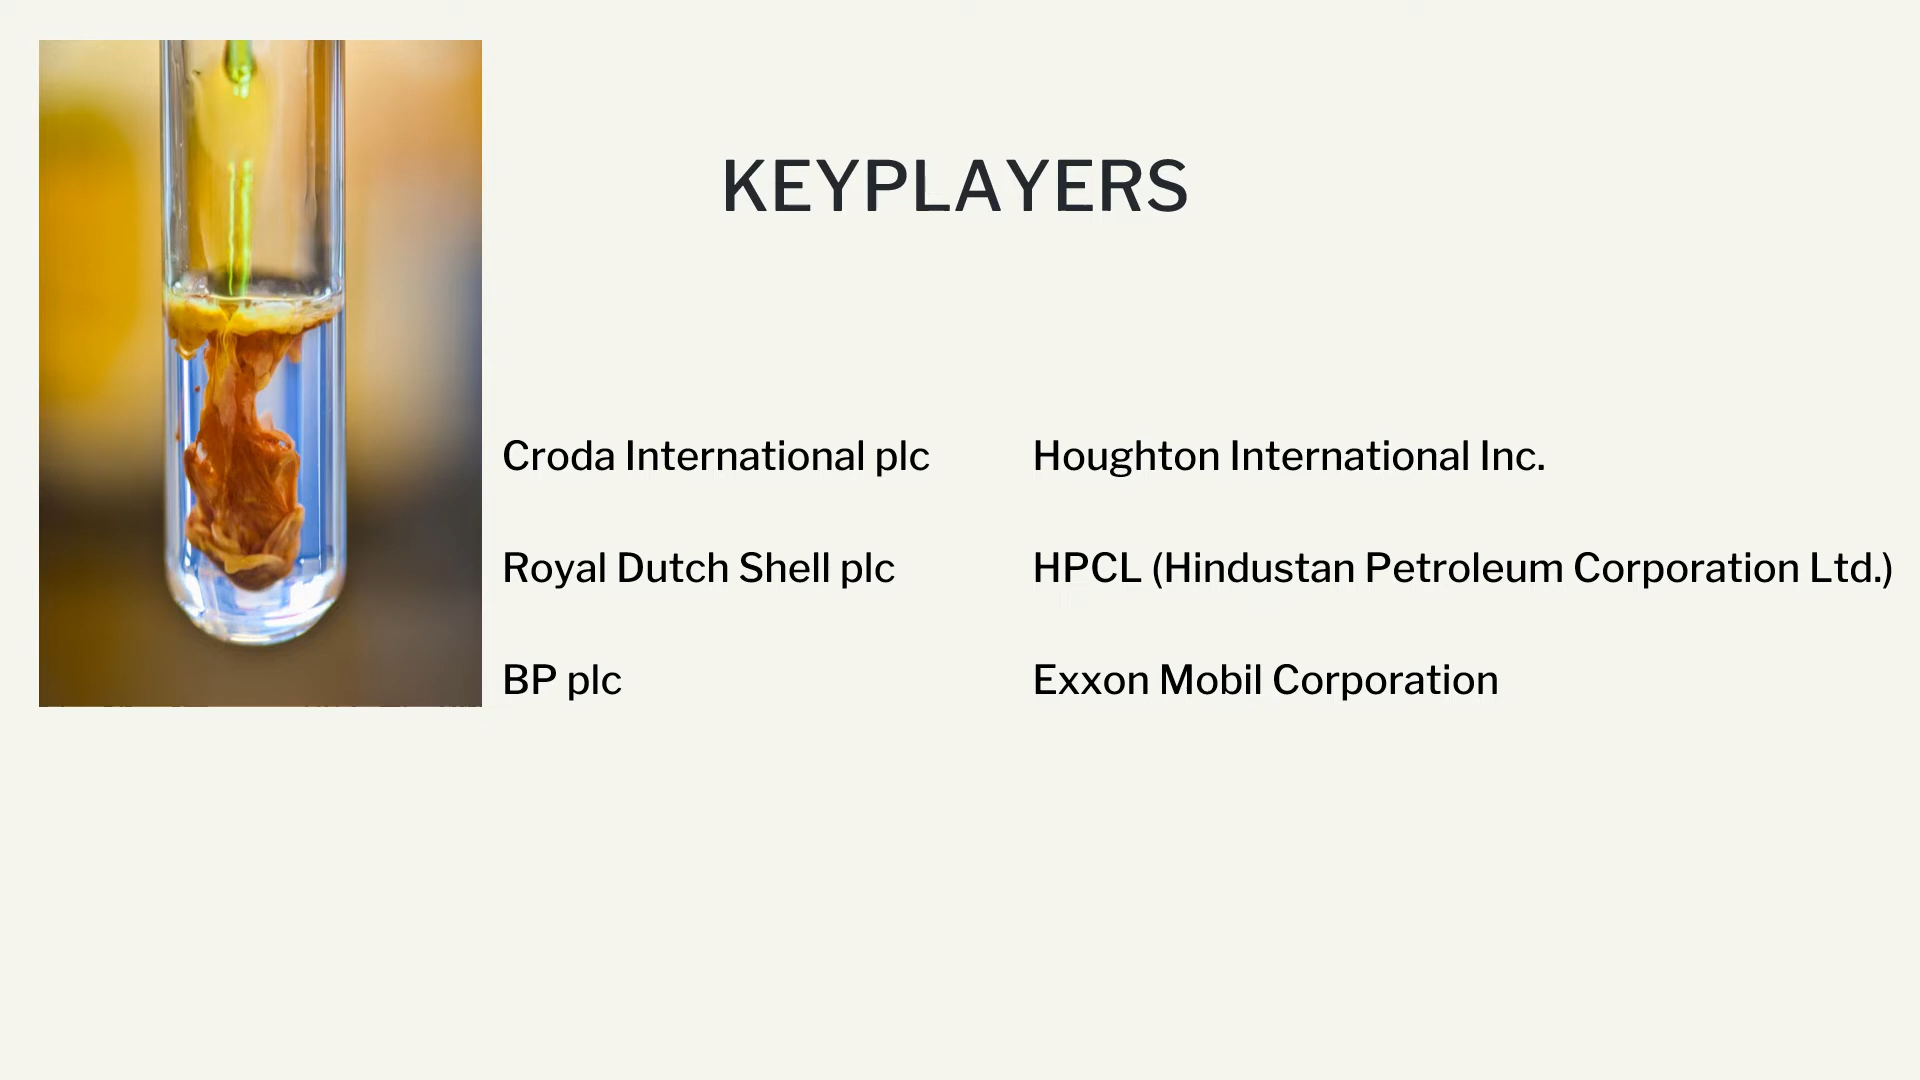 KEYPLAYERS
Croda International plc
Royal Dutch Shell plc
BP plc
Houghton International Inc.
HPCL (Hindustan Petroleum Corporation Ltd.)
Exxon Mobil Corporation